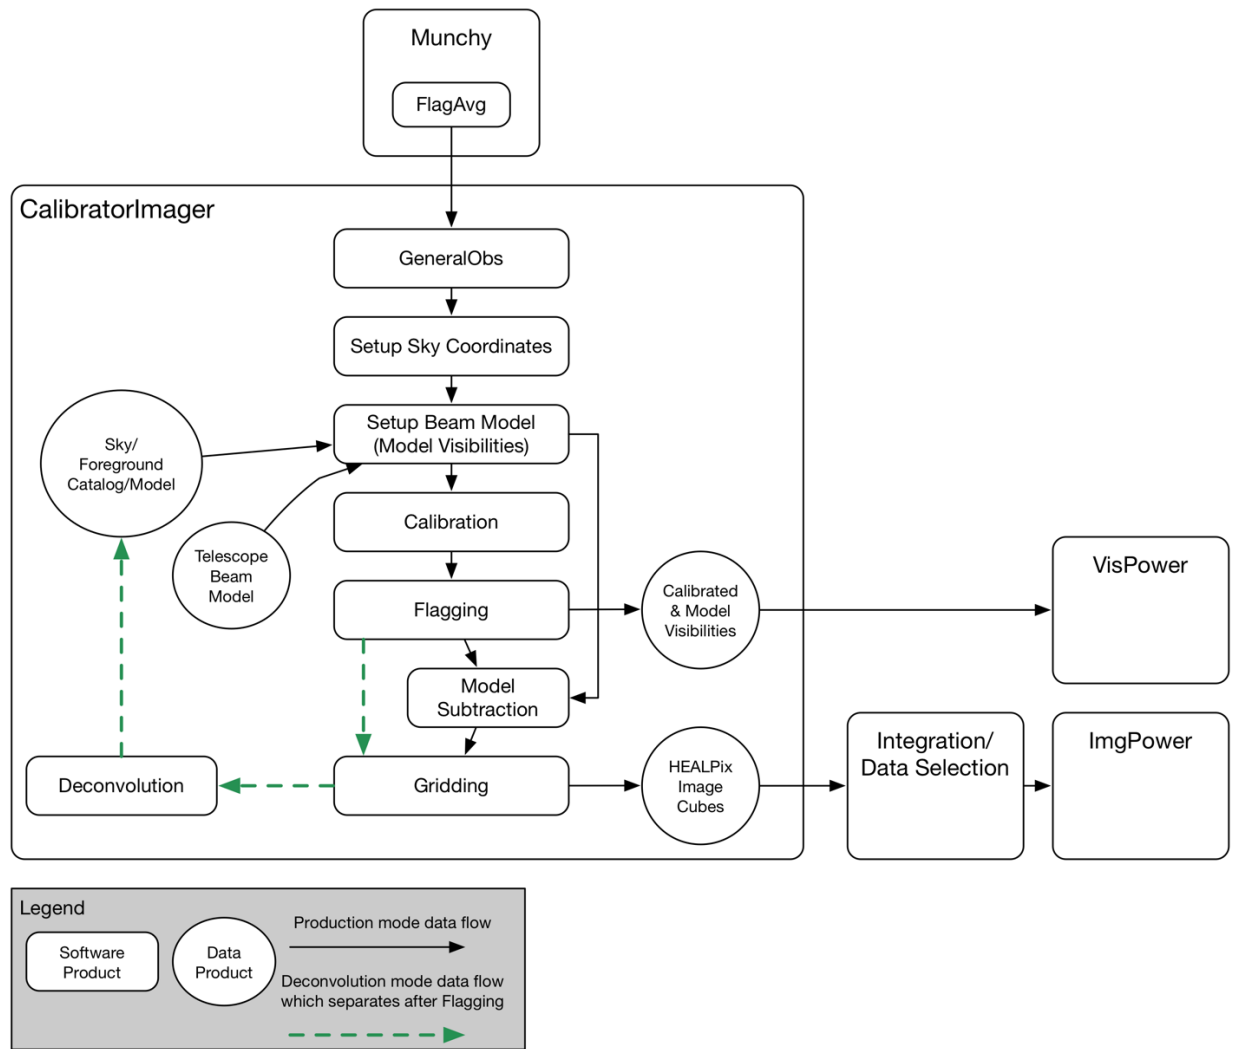 Munchy
FlagAvg
CalibratorImager
GeneralObs
Setup Sky Coordinates
Setup Beam Model
(Model Visibilities)
Sky/
Foreground
Catalog/Model
Calibration
Telescope
Beam
Model
Flagging
Calibrated
& Model
Visibilities
VisPower
Model
Subtraction
Deconvolution
Gridding
HEALPix
Image
Cubes
Integration/
Data Selection
ImgPower
Legend
Software
Product
Data
Product
Production mode data flow
Deconvolution mode data flow
which separates after Flagging